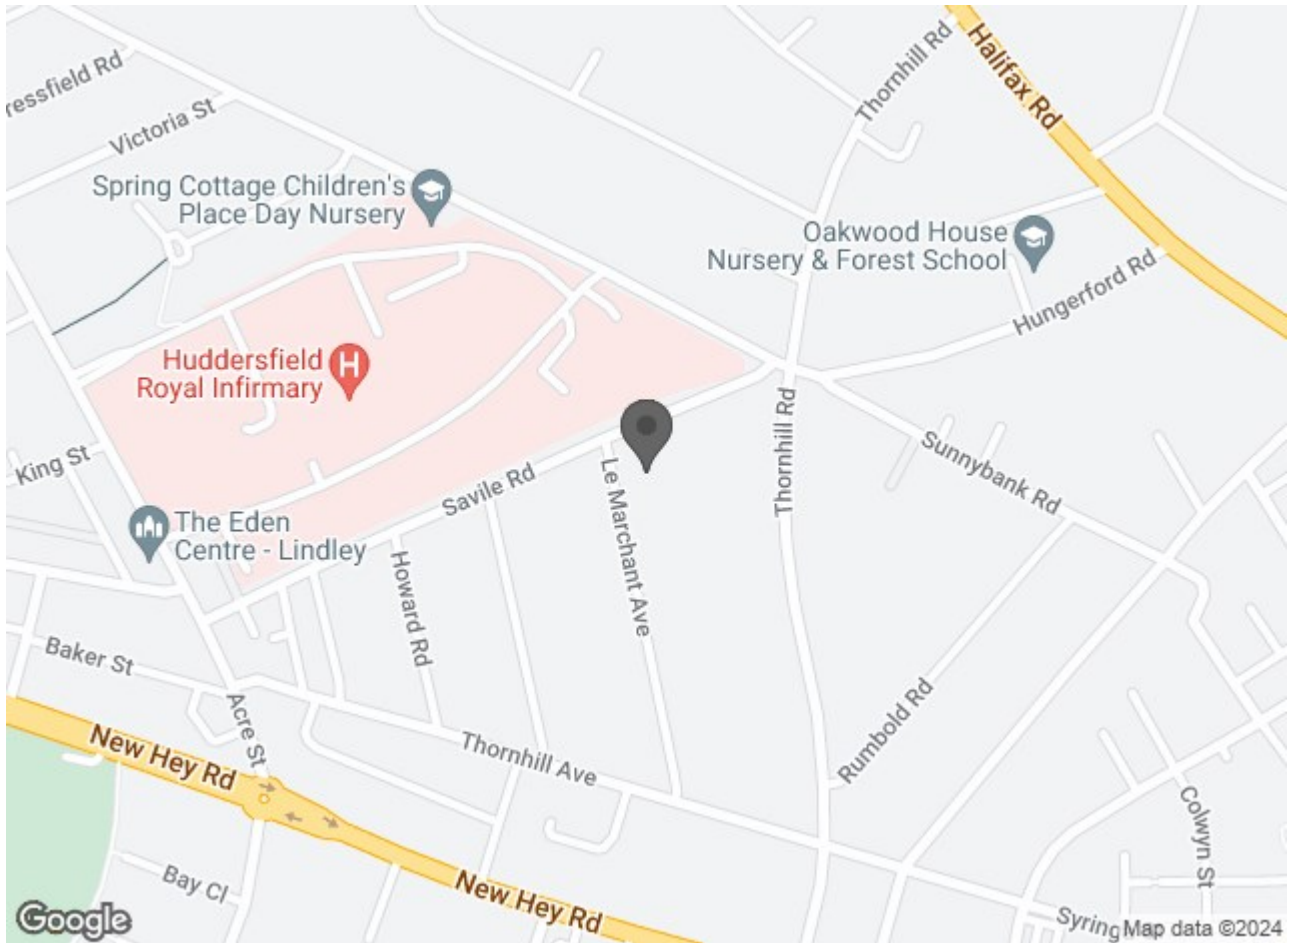 Halifax Rd
Thornhill Rd
ressfield Rd
Victoria St
Spring Cottage Children's
Place Day Nursery
Oakwood House
Nursery & Forest School
Hungerford Rd
Huddersfield
Royal Infirmary
H
King St
Savile Rd
Le Marchant Ave
Thornhill Rd
Sunnybank Rd
The Eden
Centre - Lindley
Howard Rd
Baker St
Acre St
New Hey Rd
Thornhill Ave
Rumbold Rd
Colwyn St
Bay Cl
New Hey Rd
Syring
Google
Map data ©2024